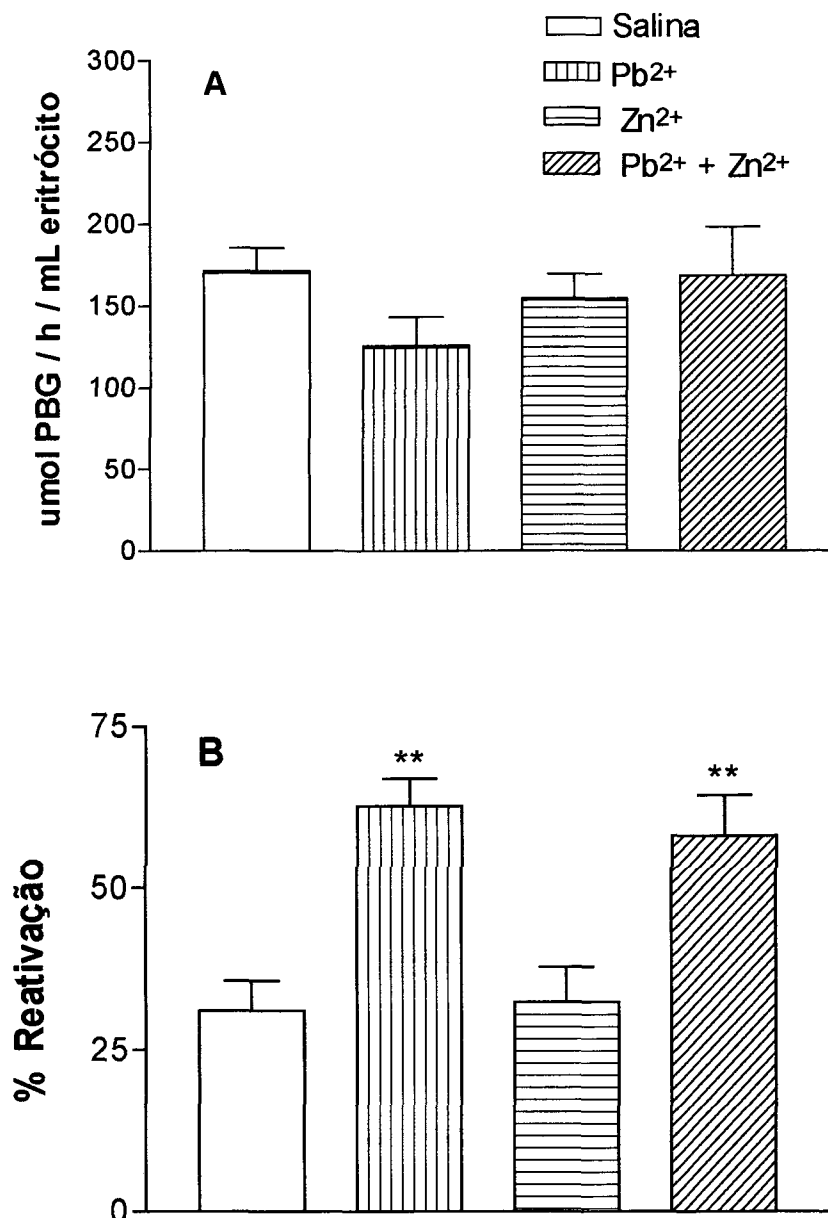 Salina
Pb²⁺
Zn²⁺
Pb²⁺ + Zn²⁺
A
300
250
200
150
100
50
0
umol PBG / h / mL eritrócito
B
75
50
25
0
% Reativação
**
**